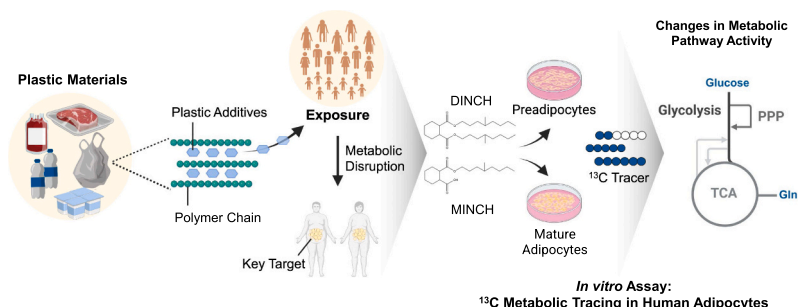 Plastic Materials
Plastic Additives
Polymer Chain
Exposure
Metabolic
Disruption
Key Target
DINCH
MINCH
Preadipocytes
Mature
Adipocytes
¹³C Tracer
In vitro Assay:
¹³C Metabolic Tracing in Human Adipocytes
Changes in Metabolic
Pathway Activity
Glucose
Glycolysis
PPP
TCA
Gln